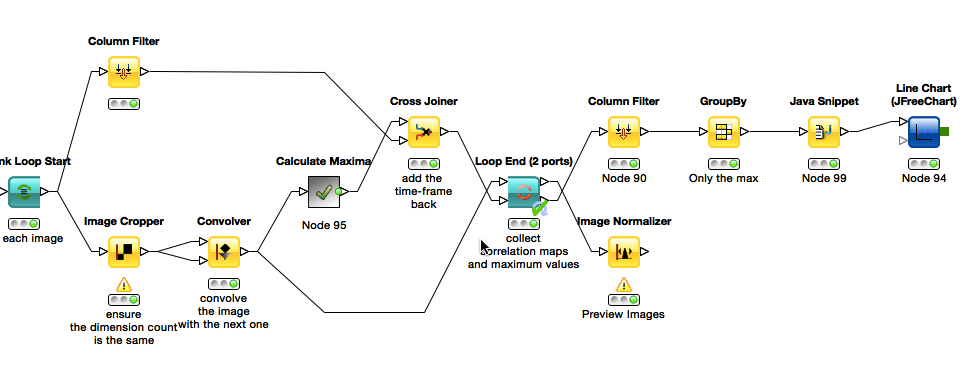 Column Filter
Cross Joiner
add the
time-frame
back
Column Filter
Node 90
GroupBy
Only the max
Java Snippet
Node 99
Line Chart
(JFreeChart)
Node 94
nk Loop Start
each image
Calculate Maxima
Node 95
Loop End (2 ports)
collect
correlation maps
and maximum values
Image Cropper
ensure
the dimension count
is the same
Convolver
convolve
the image
with the next one
Image Normalizer
Preview Images